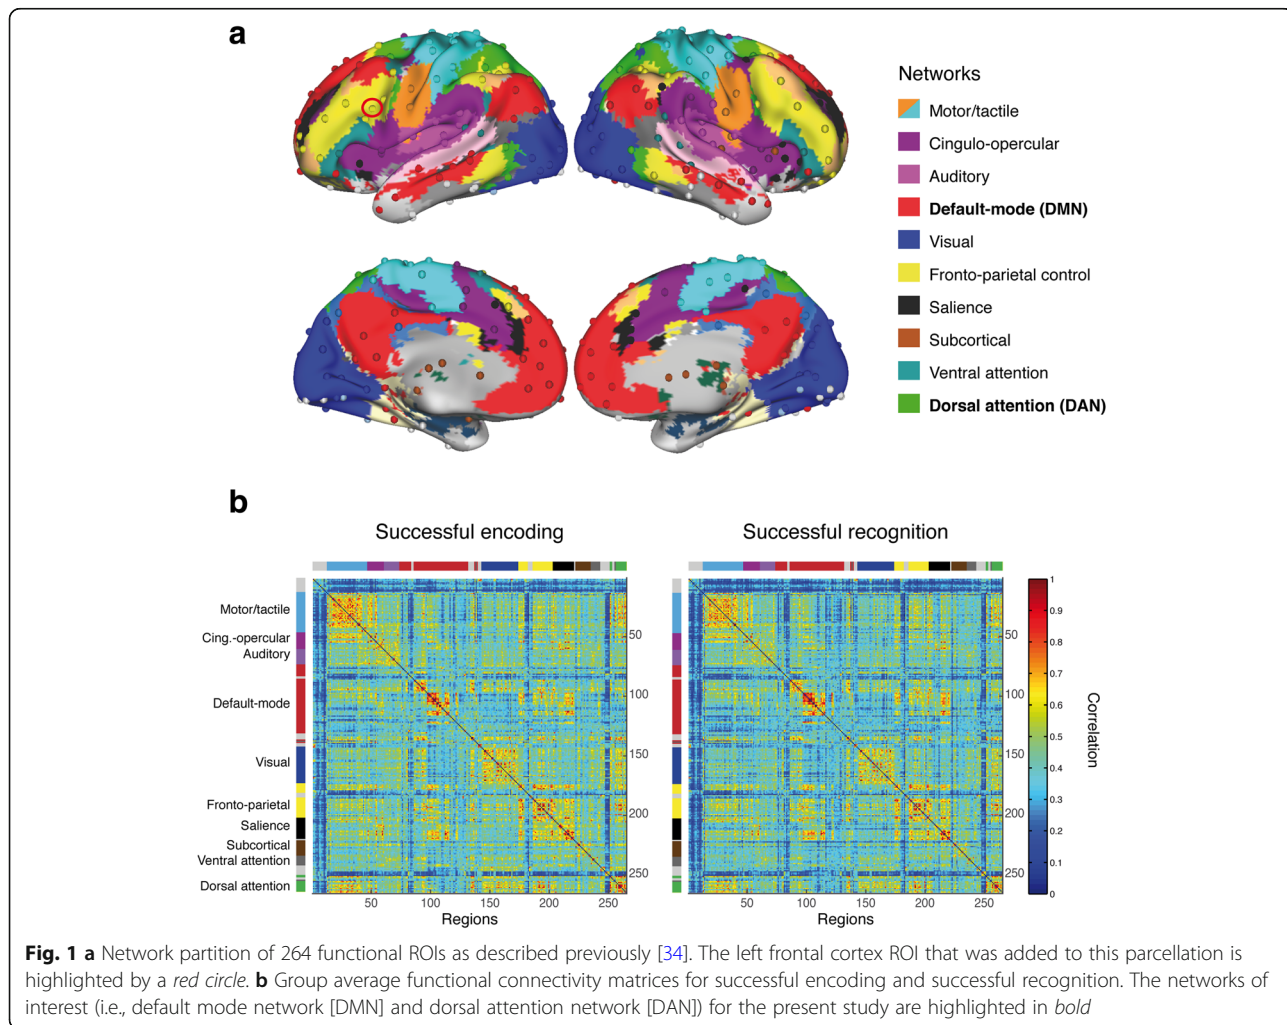 a
Networks
Motor/tactile
Cingulo-opercular
Auditory
Default-mode (DMN)
Visual
Fronto-parietal control
Salience
Subcortical
Ventral attention
Dorsal attention (DAN)
b
Successful encoding
Successful recognition
Motor/tactile
Cing.-opercular
Auditory
Default-mode
Visual
Fronto-parietal
Salience
Subcortical
Ventral attention
Dorsal attention
50
100
150
200
250
50 100 150 200 250
Regions
50
100
150
200
250
50 100 150 200 250
Regions
1
0.9
0.8
0.7
0.6
0.5
0.4
0.3
0.2
0.1
0
Correlation
Fig. 1 a Network partition of 264 functional ROIs as described previously [34]. The left frontal cortex ROI that was added to this parcellation is
highlighted by a red circle. b Group average functional connectivity matrices for successful encoding and successful recognition. The networks of
interest (i.e., default mode network [DMN] and dorsal attention network [DAN]) for the present study are highlighted in bold